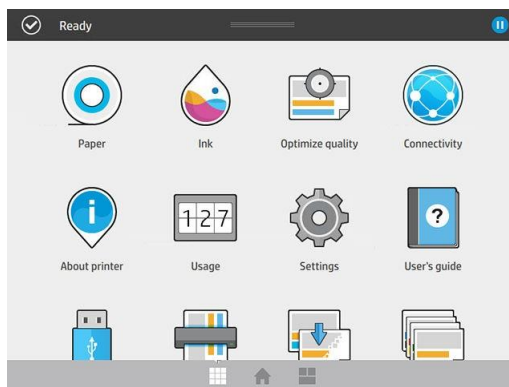 Ready
Paper
Ink
Optimize quality
Connectivity
i
127
?
About printer
Usage
Settings
User's guide